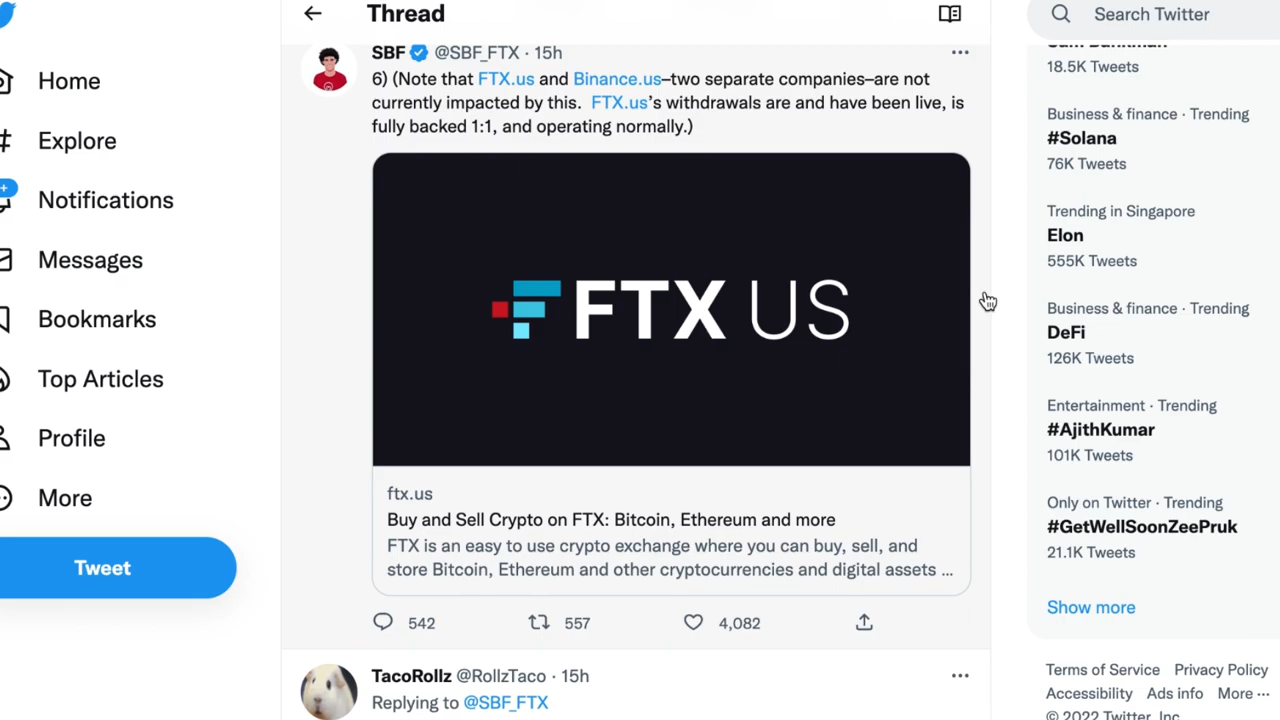 Home
Explore
Notifications
Messages
Bookmarks
Top Articles
Profile
More
Tweet
Thread
SBF @SBF_FTX · 15h
6) (Note that FTX.us and Binance.us–two separate companies–are not
currently impacted by this. FTX.us's withdrawals are and have been live, is
fully backed 1:1, and operating normally.)
FTX US
ftx.us
Buy and Sell Crypto on FTX: Bitcoin, Ethereum and more
FTX is an easy to use crypto exchange where you can buy, sell, and
store Bitcoin, Ethereum and other cryptocurrencies and digital assets ...
542 557 4,082
TacoRollz @RollzTaco · 15h
Replying to @SBF_FTX
Search Twitter
Sam Bankman
18.5K Tweets
Business & finance · Trending
#Solana
76K Tweets
Trending in Singapore
Elon
555K Tweets
Business & finance · Trending
DeFi
126K Tweets
Entertainment · Trending
#AjithKumar
101K Tweets
Only on Twitter · Trending
#GetWellSoonZeePruk
21.1K Tweets
Show more
Terms of Service Privacy Policy
Accessibility Ads info More ···
© 2022 Twitter, Inc.